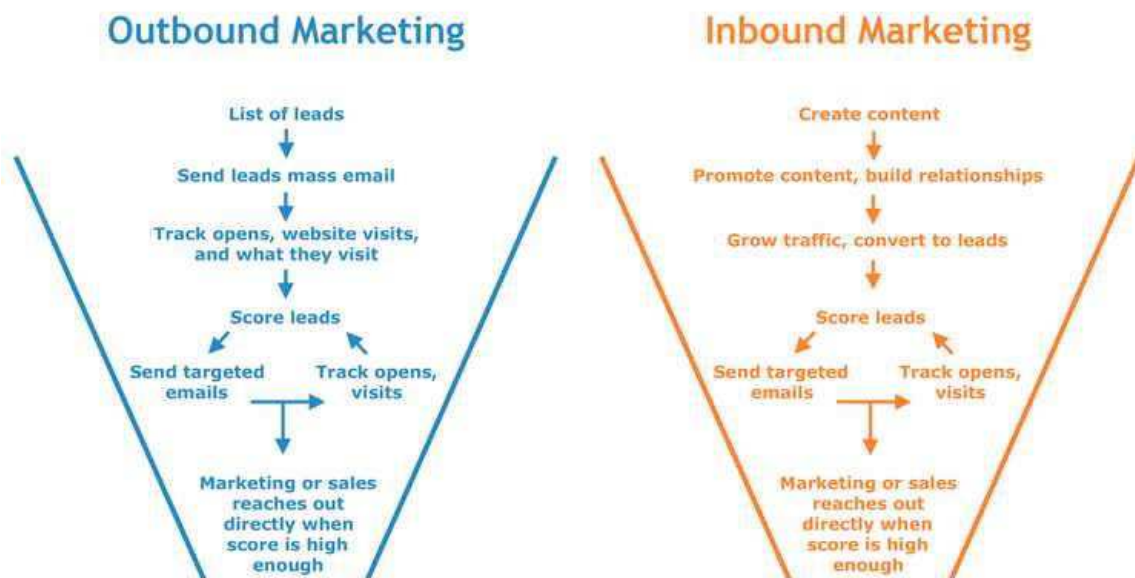 Outbound Marketing
List of leads
Send leads mass email
Track opens, website visits,
and what they visit
Score leads
Send targeted
emails
Track opens,
visits
Marketing or sales
reaches out
directly when
score is high
enough
Inbound Marketing
Create content
Promote content, build relationships
Grow traffic, convert to leads
Score leads
Send targeted
emails
Track opens,
visits
Marketing or sales
reaches out
directly when
score is high
enough